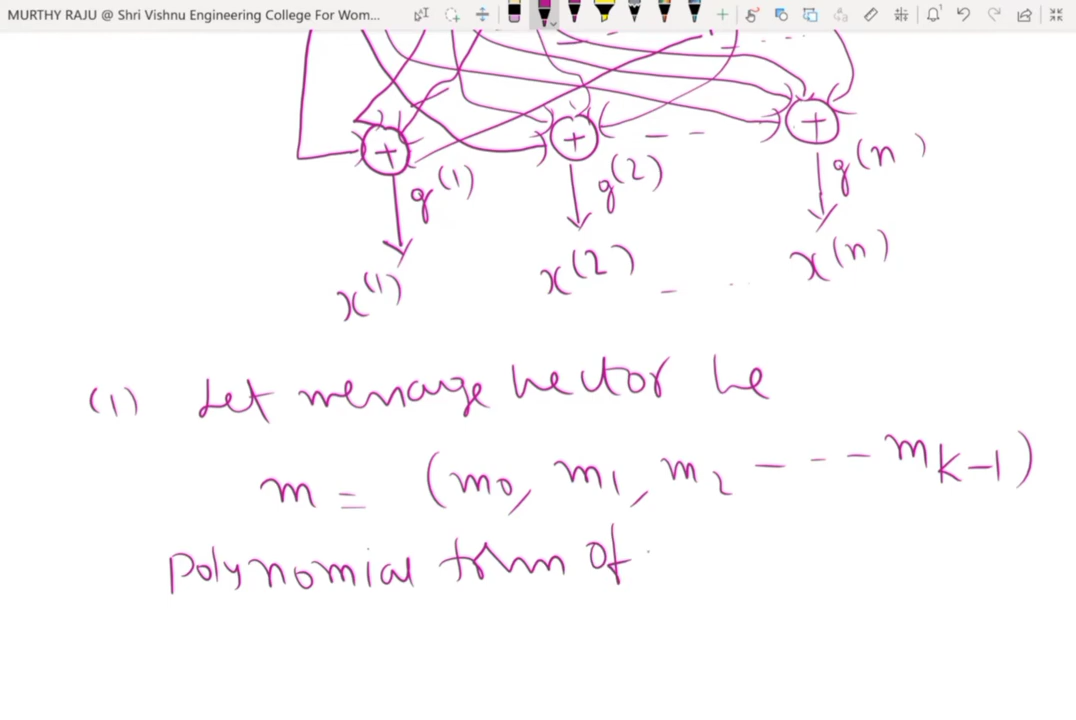 MURTHY RAJU @ Shri Vishnu Engineering College For Wom...
+ + - - +
g(1) g(2) g(n)
x(1) x(2) - .. x(n)
(1) Let message vector be
m = (m0, m1, m2 - - - mK-1)
Polynomial form of